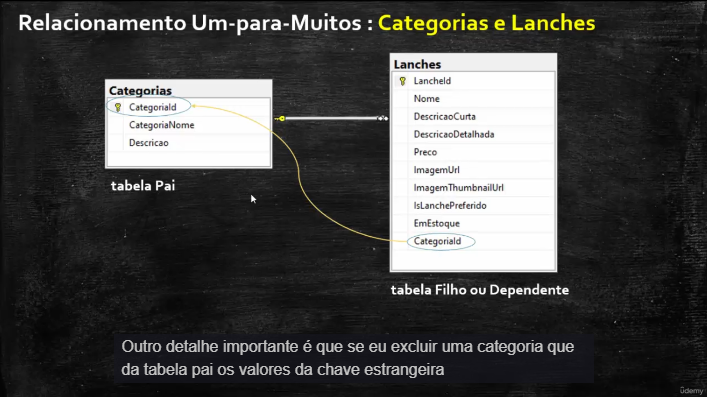 Relacionamento Um-para-Muitos : Categorias e Lanches
Categorias
CategoriaId
CategoriaNome
Descricao
tabela Pai
Lanches
LancheId
Nome
DescricaoCurta
DescricaoDetalhada
Preco
ImagemUrl
ImagemThumbnailUrl
IsLanchePreferido
EmEstoque
CategoriaId
tabela Filho ou Dependente
Outro detalhe importante é que se eu excluir uma categoria que
da tabela pai os valores da chave estrangeira
udemy